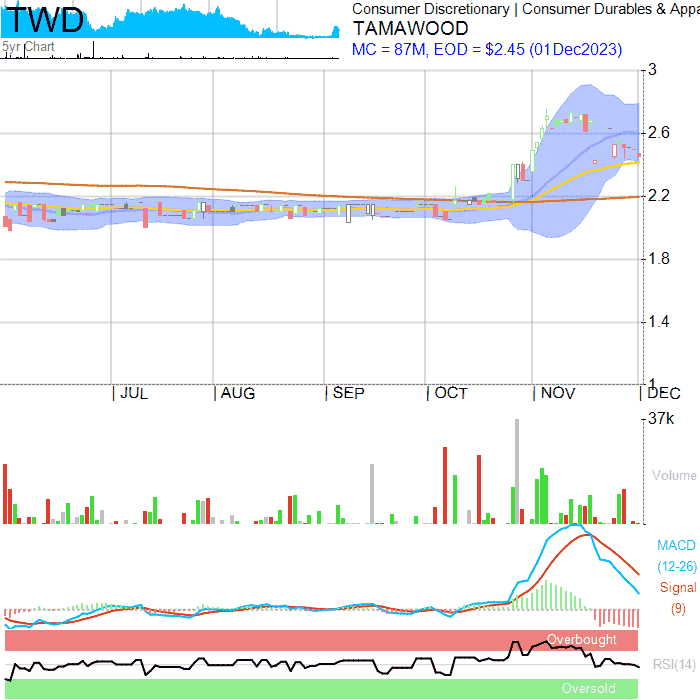 TWD
5yr Chart
Consumer Discretionary | Consumer Durables & Appa
TAMAWOOD
MC = 87M, EOD = $2.45 (01Dec2023)
3
2.6
2.2
1.8
1.4
1
JUL AUG SEP OCT NOV DEC
37k
Volume
MACD
(12-26)
Signal
(9)
Overbought
RSI(14)
Oversold